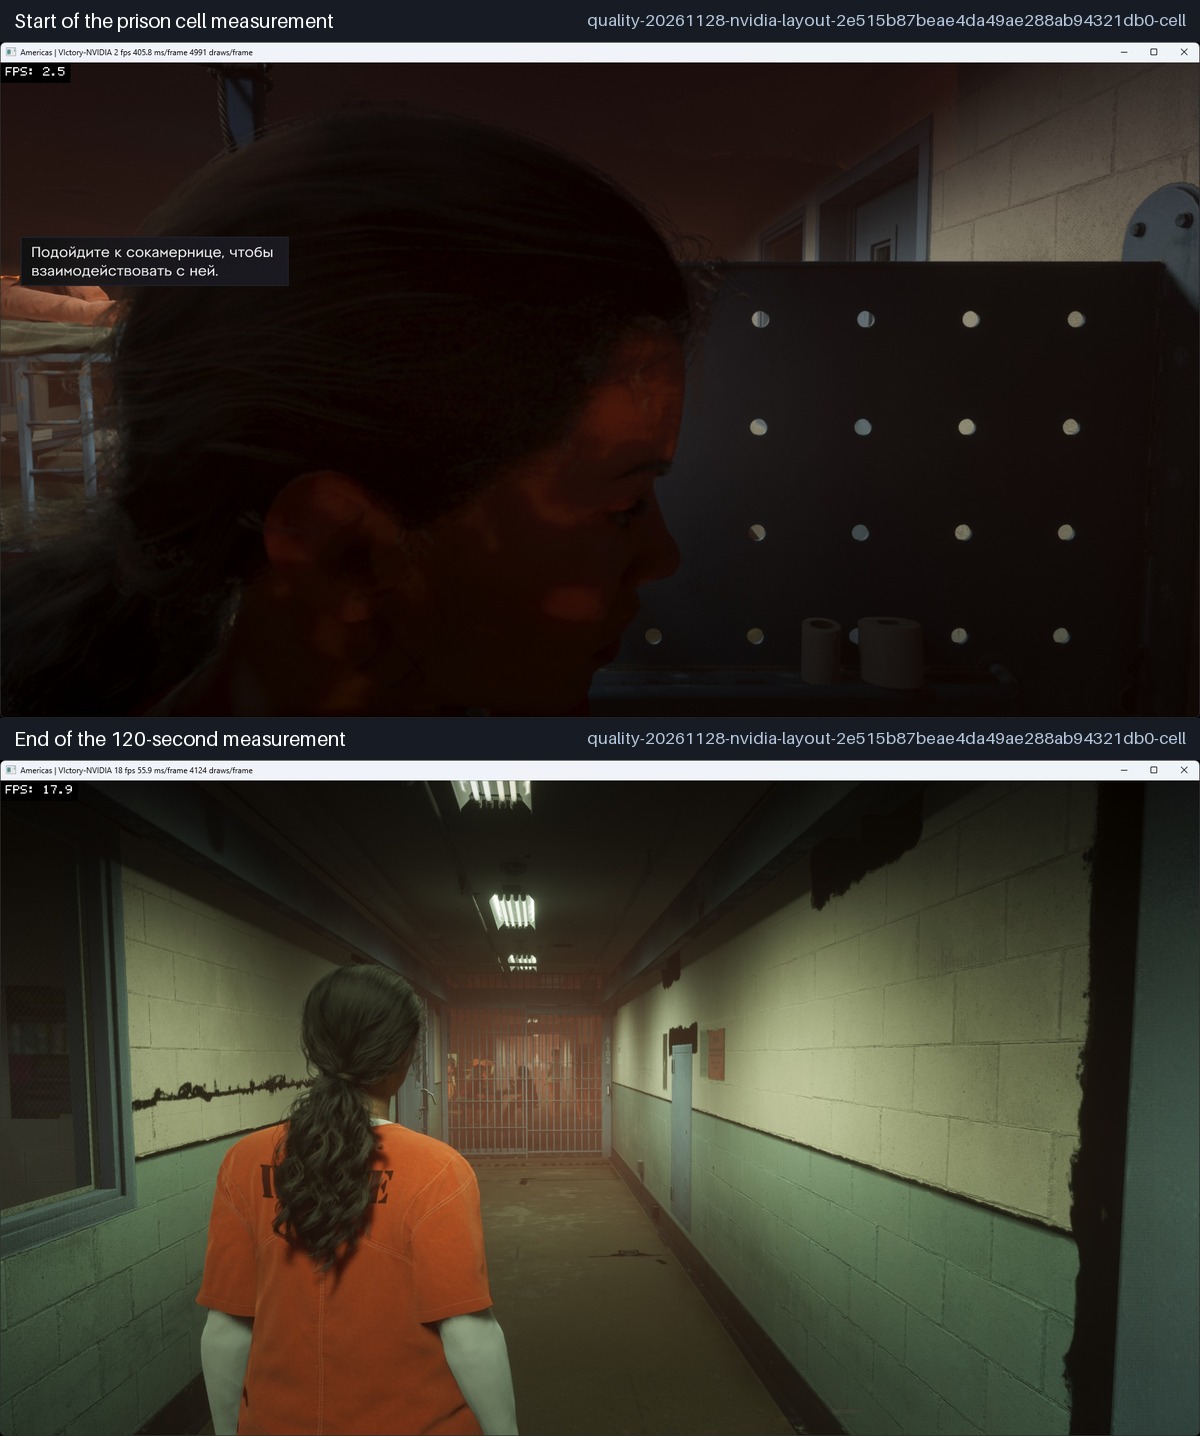 Start of the prison cell measurement
quality-20261128-nvidia-layout-2e515b87beae4da49ae288ab94321db0-cell
Americas | VIctory-NVIDIA 2 fps 405.8 ms/frame 4991 draws/frame
FPS: 2.5
Подойдите к сокамернице, чтобы
взаимодействовать с ней.
End of the 120-second measurement
quality-20261128-nvidia-layout-2e515b87beae4da49ae288ab94321db0-cell
Americas | VIctory-NVIDIA 18 fps 55.9 ms/frame 4124 draws/frame
FPS: 17.9